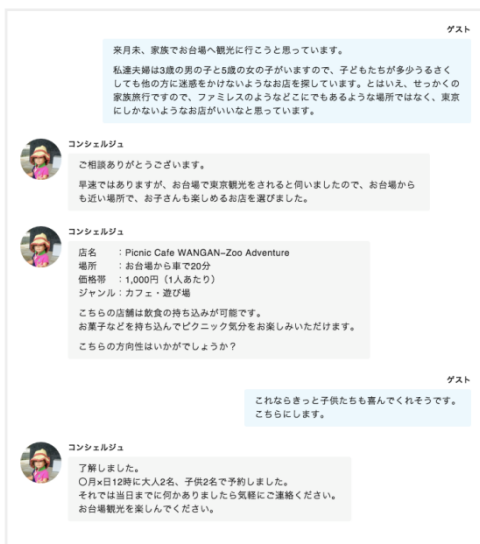 ゲスト
来月末、家族でお台場へ観光に行こうと思っています。
私達夫婦は3歳の男の子と5歳の女の子がいますので、子どもたちが多少うるさく
しても他の方に迷惑をかけないようなお店を探しています。とはいえ、せっかくの
家族旅行ですので、ファミレスのようなどこにでもあるような場所ではなく、東京
にしかないようなお店がいいなと思っています。
コンシェルジュ
ご相談ありがとうございます。
早速ではありますが、お台場で東京観光をされると伺いましたので、お台場から
も近い場所で、お子さんも楽しめるお店を選びました。
コンシェルジュ
店名　：Picnic Cafe WANGAN–Zoo Adventure
場所　：お台場から車で20分
価格帯　：1,000円（1人あたり）
ジャンル：カフェ・遊び場
こちらの店舗は飲食の持ち込みが可能です。
お菓子などを持ち込んでピクニック気分をお楽しみいただけます。
こちらの方向性はいかがでしょうか？
ゲスト
これならきっと子供たちも喜んでくれそうです。
こちらにします。
コンシェルジュ
了解しました。
〇月×日12時に大人2名、子供2名で予約しました。
それでは当日までに何かありましたら気軽にご連絡ください。
お台場観光を楽しんでください。